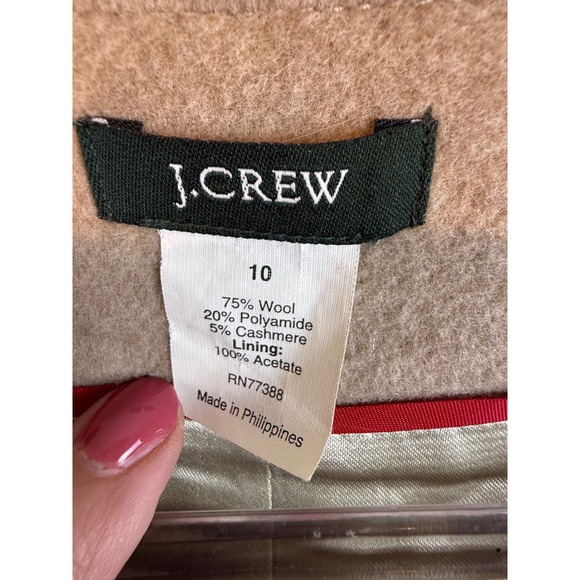 J.CREW
10
75% Wool
20% Polyamide
5% Cashmere
Lining:
100% Acetate
RN77388
Made in Philippines